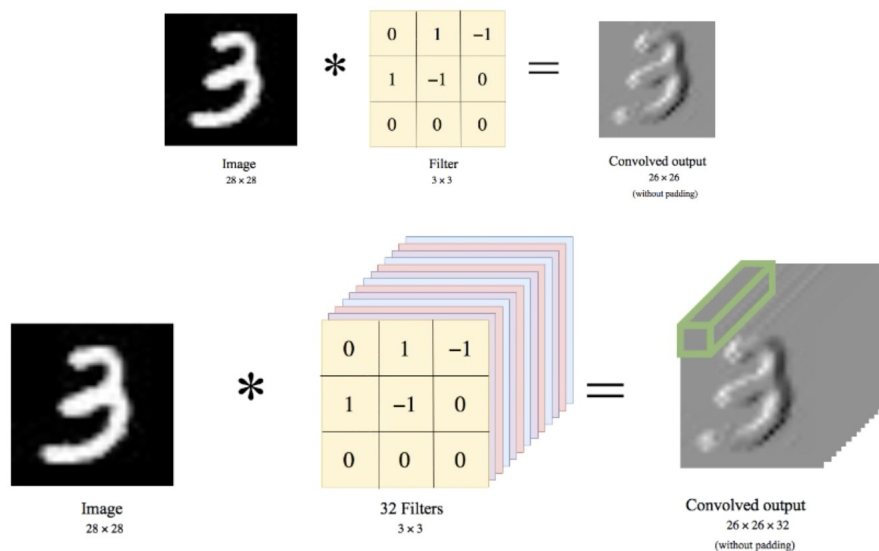 0 1 −1
* =
1 −1 0
0 0 0
Image
28 × 28
Filter
3 × 3
Convolved output
26 × 26
(without padding)
0 1 −1
* =
1 −1 0
0 0 0
Image
28 × 28
32 Filters
3 × 3
Convolved output
26 × 26 × 32
(without padding)